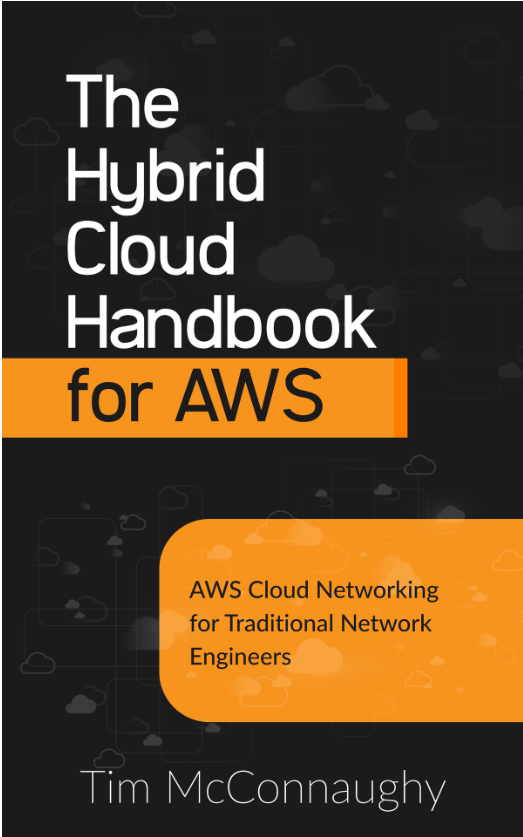 The
Hybrid
Cloud
Handbook
for AWS
AWS Cloud Networking
for Traditional Network
Engineers
Tim McConnaughy